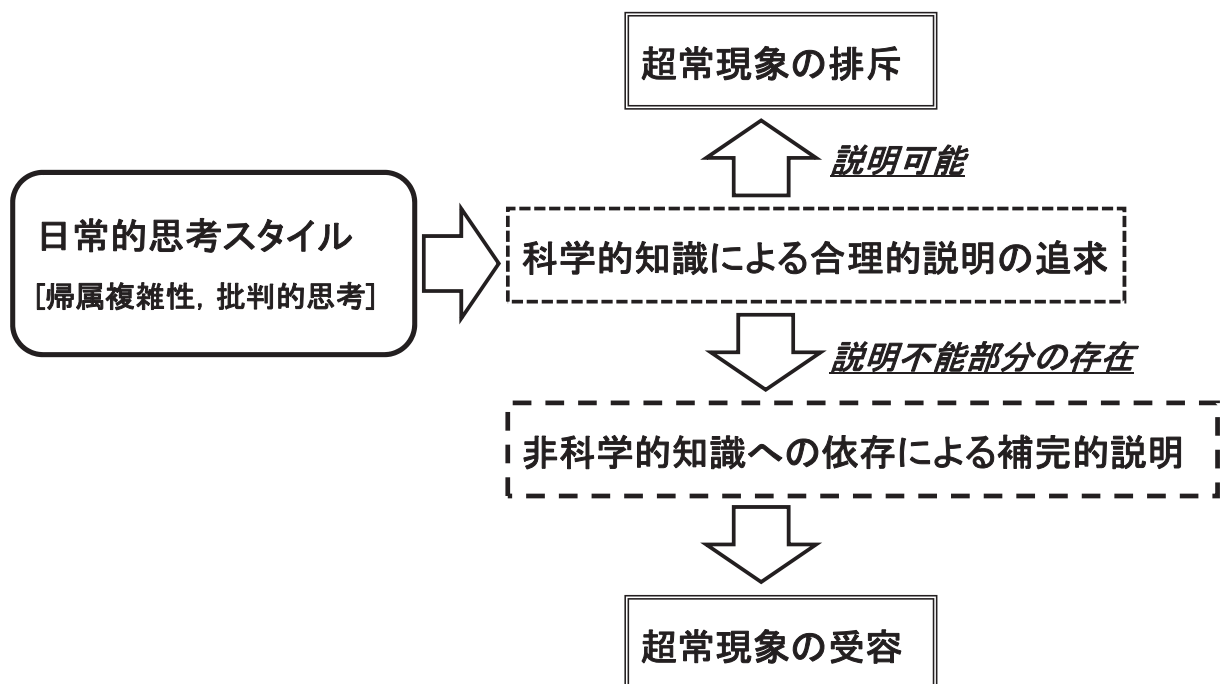 超常現象の排斥
説明可能
日常的思考スタイル
[帰属複雑性, 批判的思考]
科学的知識による合理的説明の追求
説明不能部分の存在
非科学的知識への依存による補完的説明
超常現象の受容